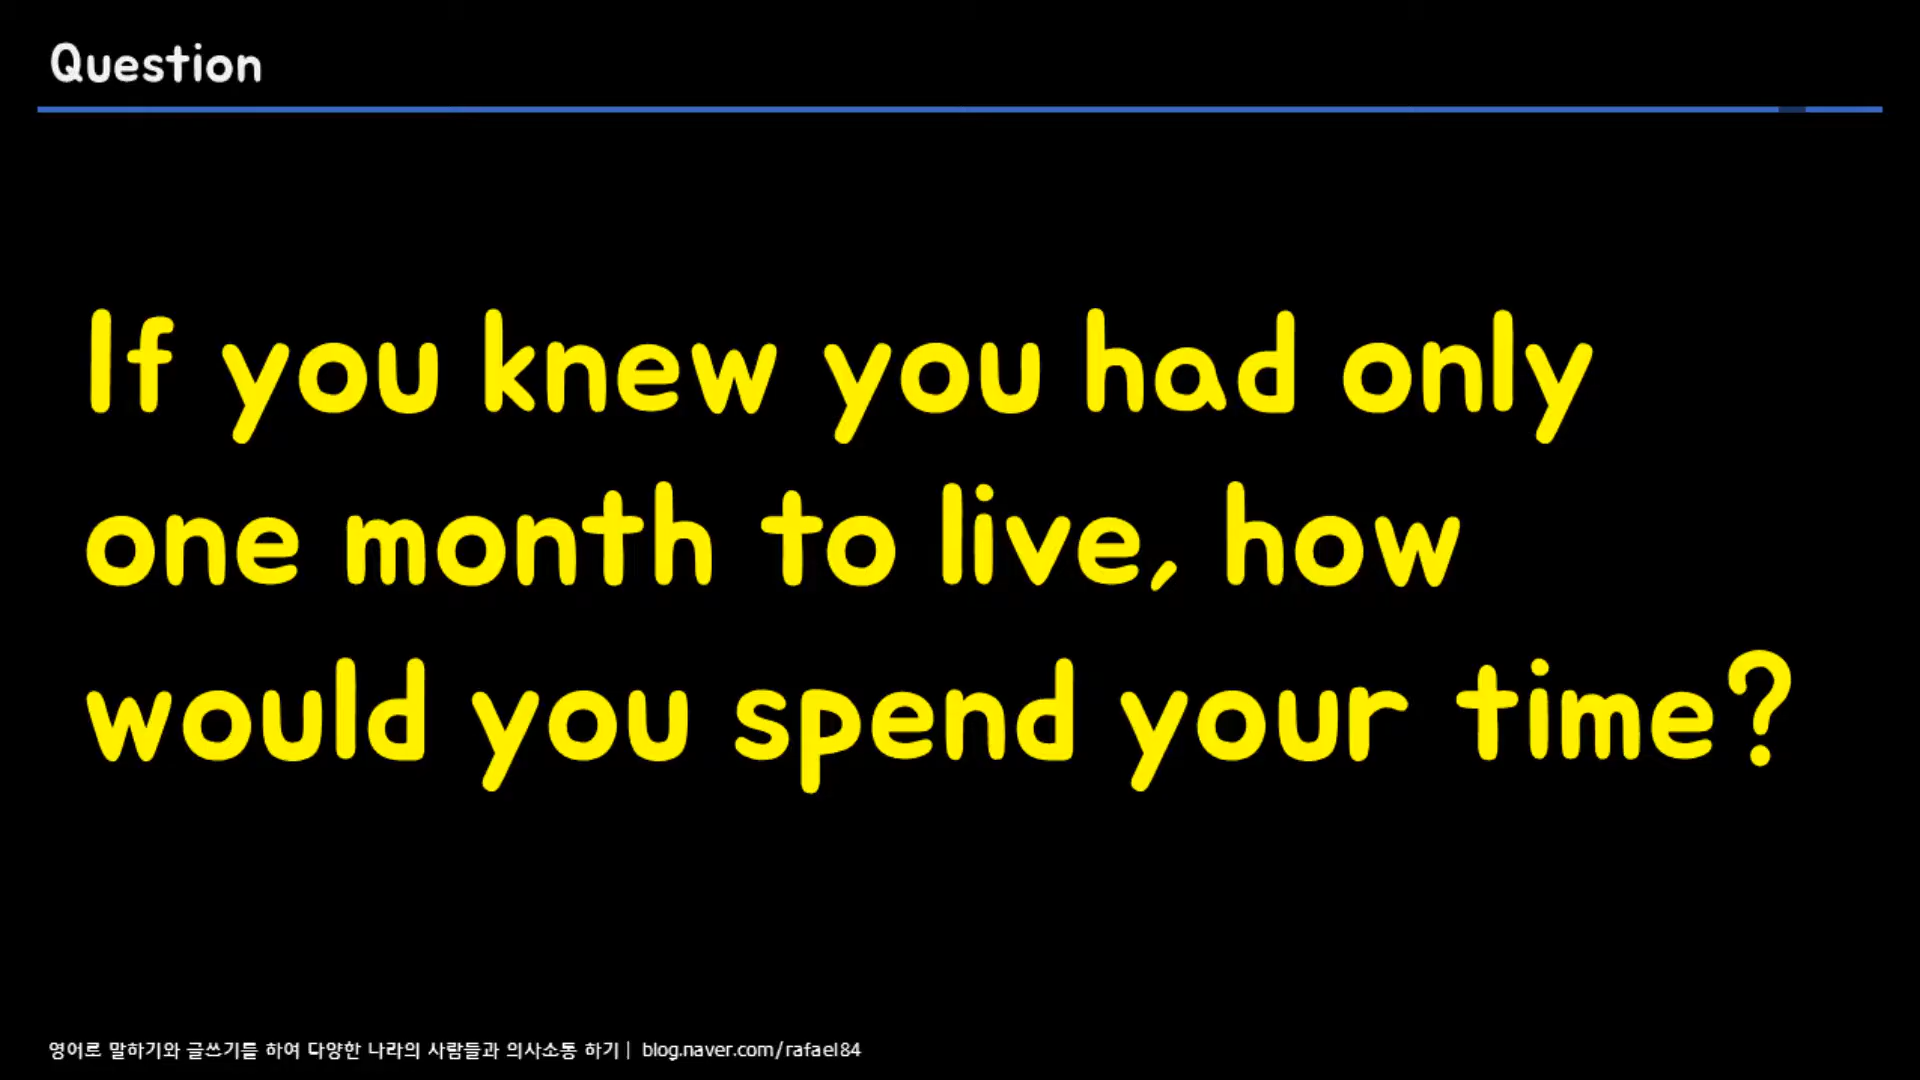 Question
If you knew you had only
one month to live, how
would you spend your time?
영어로 말하기와 글쓰기를 하여 다양한 나라의 사람들과 의사소통 하기 | blog.naver.com/rafael84